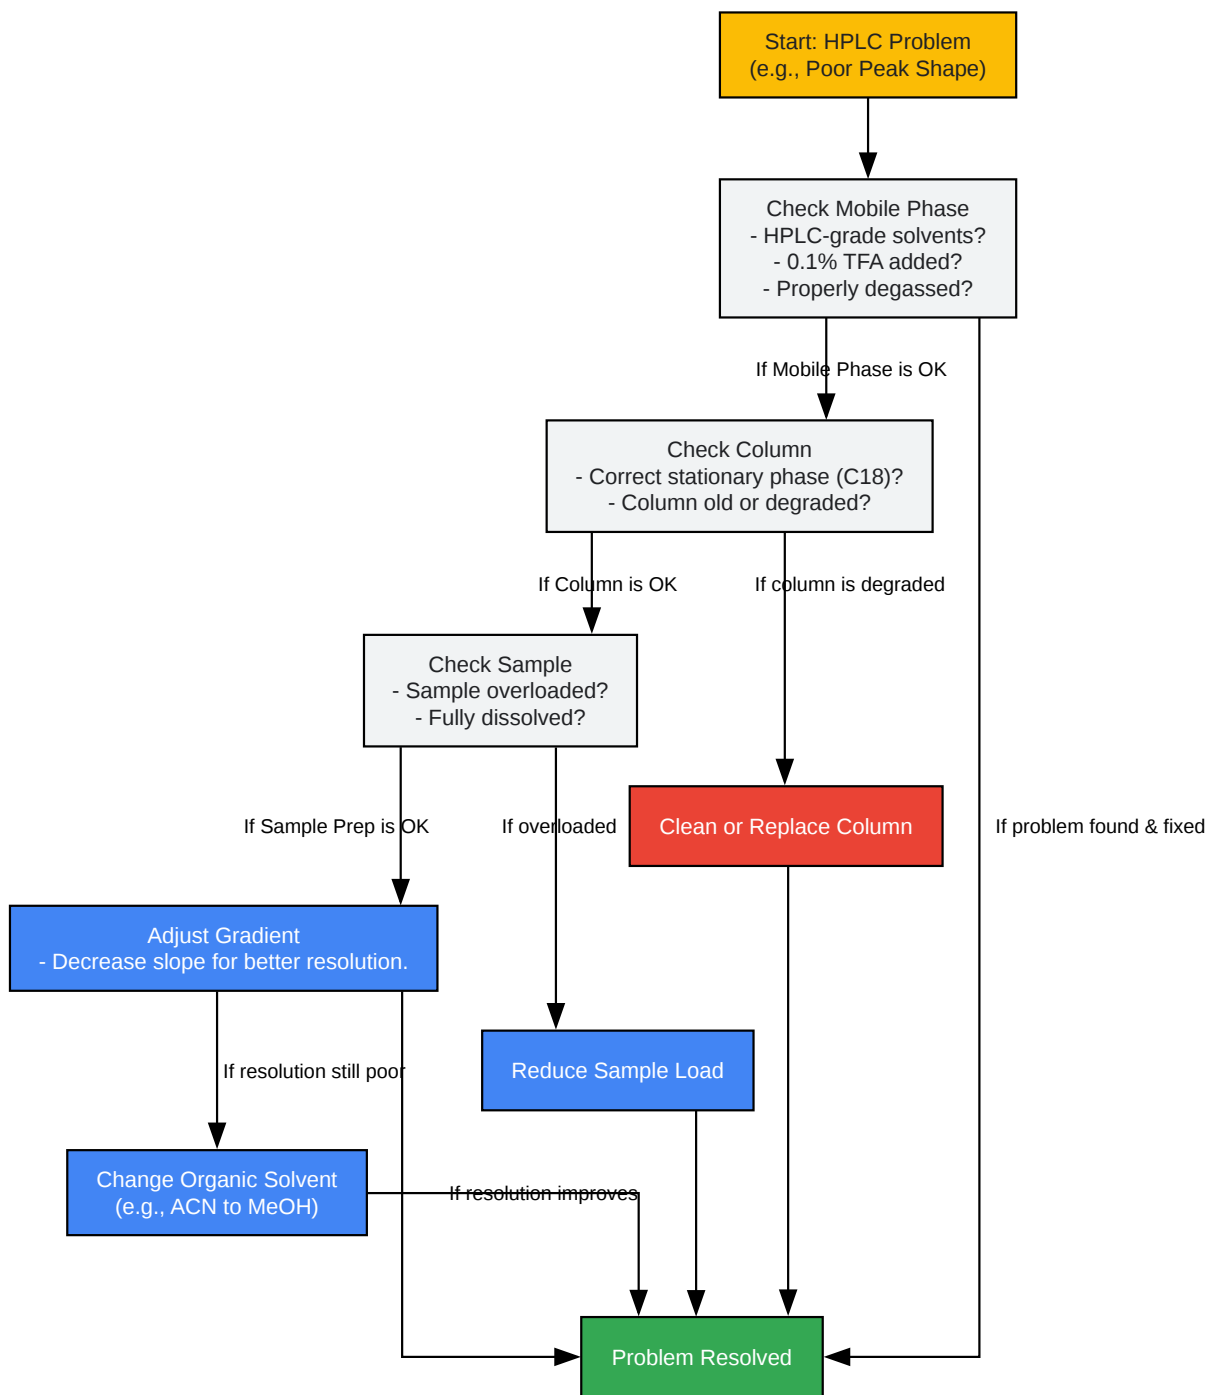 Start: HPLC Problem
(e.g., Poor Peak Shape)
Check Mobile Phase
- HPLC-grade solvents?
- 0.1% TFA added?
- Properly degassed?
If Mobile Phase is OK
Check Column
- Correct stationary phase (C18)?
- Column old or degraded?
If Column is OK
If column is degraded
Check Sample
- Sample overloaded?
- Fully dissolved?
If Sample Prep is OK
If overloaded
Clean or Replace Column
If problem found & fixed
Adjust Gradient
- Decrease slope for better resolution.
If resolution still poor
Reduce Sample Load
Change Organic Solvent
(e.g., ACN to MeOH)
If resolution improves
Problem Resolved